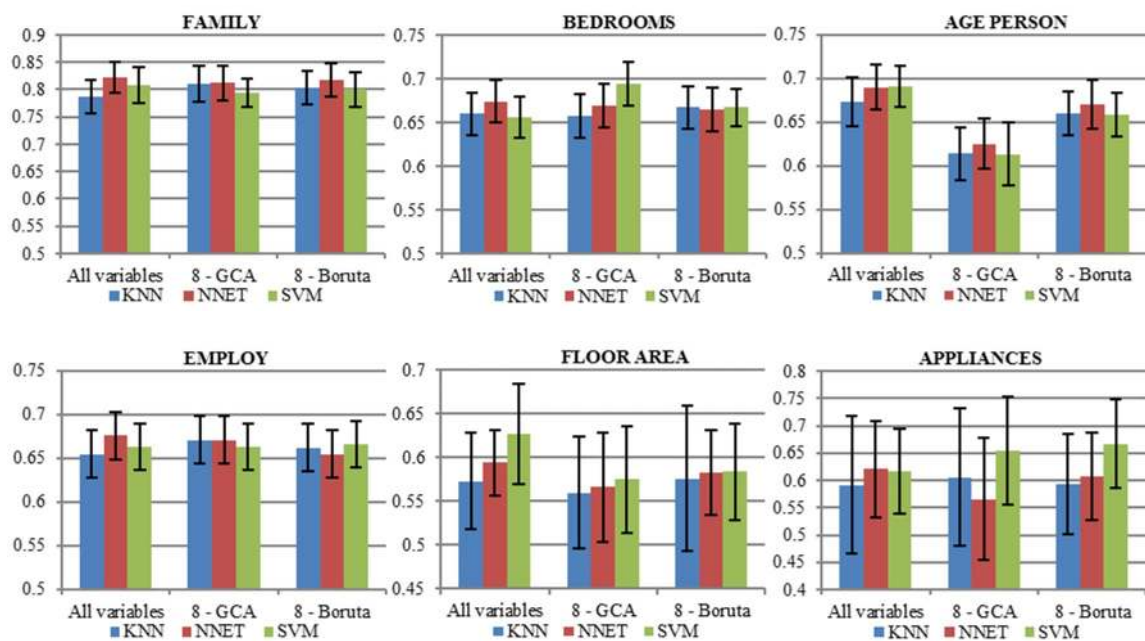 FAMILY
0.9
0.85
0.8
0.75
0.7
0.65
0.6
0.55
0.5
All variables 8 - GCA 8 - Boruta
KNN NNET SVM
BEDROOMS
0.75
0.7
0.65
0.6
0.55
0.5
All variables 8 - GCA 8 - Boruta
KNN NNET SVM
AGE PERSON
0.75
0.7
0.65
0.6
0.55
0.5
All variables 8 - GCA 8 - Boruta
KNN NNET SVM
EMPLOY
0.75
0.7
0.65
0.6
0.55
0.5
All variables 8 - GCA 8 - Boruta
KNN NNET SVM
FLOOR AREA
0.7
0.65
0.6
0.55
0.5
0.45
All variables 8 - GCA 8 - Boruta
KNN NNET SVM
APPLIANCES
0.8
0.75
0.7
0.65
0.6
0.55
0.5
0.45
0.4
All variables 8 - GCA 8 - Boruta
KNN NNET SVM